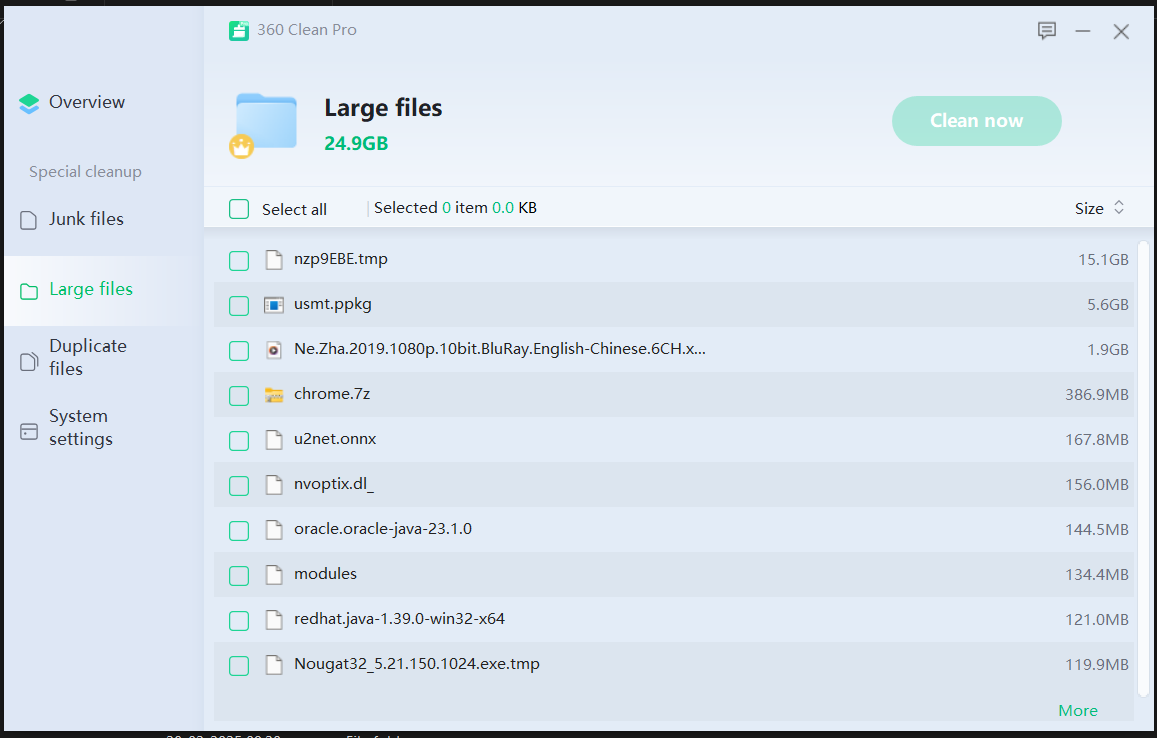 360 Clean Pro
Overview
Special cleanup
Junk files
Large files
Duplicate
files
System
settings
Large files
24.9GB
Clean now
Select all
Selected 0 item 0.0 KB
Size
nzp9EBE.tmp 15.1GB
usmt.ppkg 5.6GB
Ne.Zha.2019.1080p.10bit.BluRay.English-Chinese.6CH.x... 1.9GB
chrome.7z 386.9MB
u2net.onnx 167.8MB
nvoptix.dl_ 156.0MB
oracle.oracle-java-23.1.0 144.5MB
modules 134.4MB
redhat.java-1.39.0-win32-x64 121.0MB
Nougat32_5.21.150.1024.exe.tmp 119.9MB
More